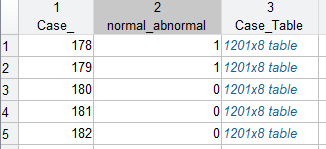 1 2 3
Case_ normal_abnormal Case_Table
1 178 1 1201x8 table
2 179 1 1201x8 table
3 180 0 1201x8 table
4 181 0 1201x8 table
5 182 0 1201x8 table